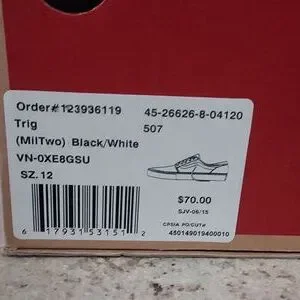 Order# 123936119 45-26626-8-04120
Trig 507
(MilTwo) Black/White
VN-0XE8GSU
SZ. 12
$70.00
SJV-06/15
CPSIA PO/CUT#
450149019400010
6 17931 53151 2